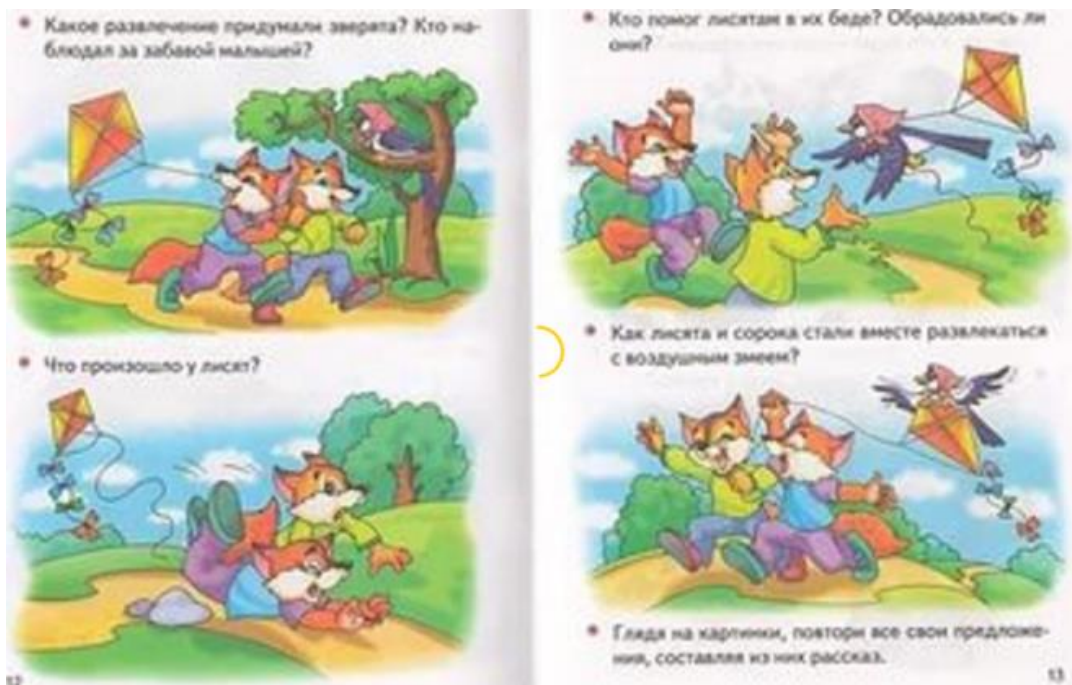 • Какое развлечение придумали зверята? Кто на-
блюдал за забавой малышей?
• Что произошло у лисят?
12
• Кто помог лисятам в их беде? Обрадовались ли
они?
• Как лисята и сорока стали вместе развлекаться
с воздушным змеем?
• Глядя на картинки, повтори все свои предложе-
ния, составляя из них рассказ.
13